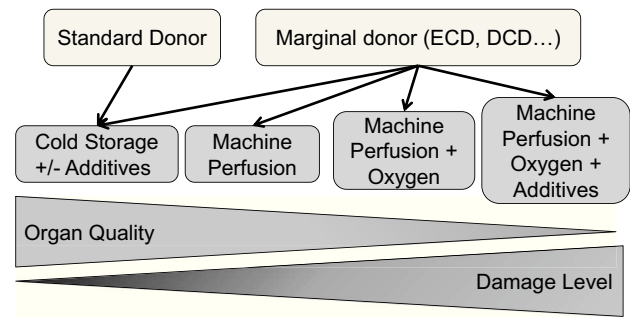 Standard Donor
Marginal donor (ECD, DCD…)
Cold Storage
+/- Additives
Machine
Perfusion
Machine
Perfusion +
Oxygen
Machine
Perfusion +
Oxygen +
Additives
Organ Quality
Damage Level